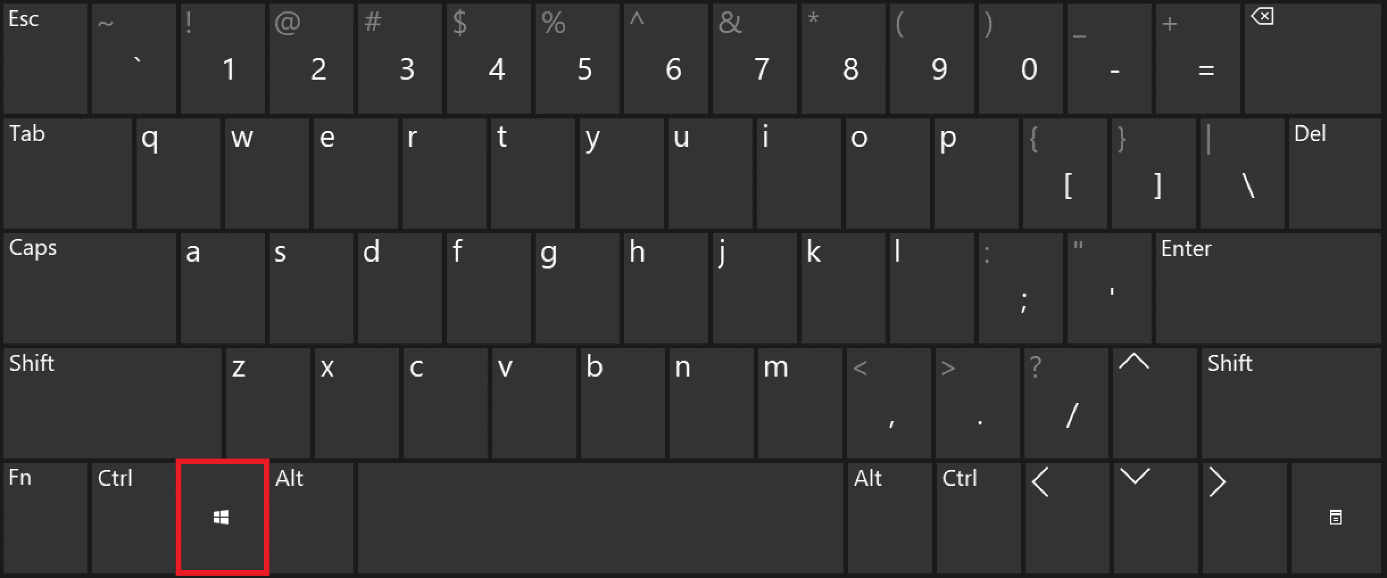 Esc ~ ` ! 1 @ 2 # 3 $ 4 % 5 ^ 6 & 7 * 8 ( 9 ) 0 _ - + =
Tab q w e r t y u i o p { [ } ] | \ Del
Caps a s d f g h j k l : ; " ' Enter
Shift z x c v b n m < , > . ? / Shift
Fn Ctrl Alt Alt Ctrl